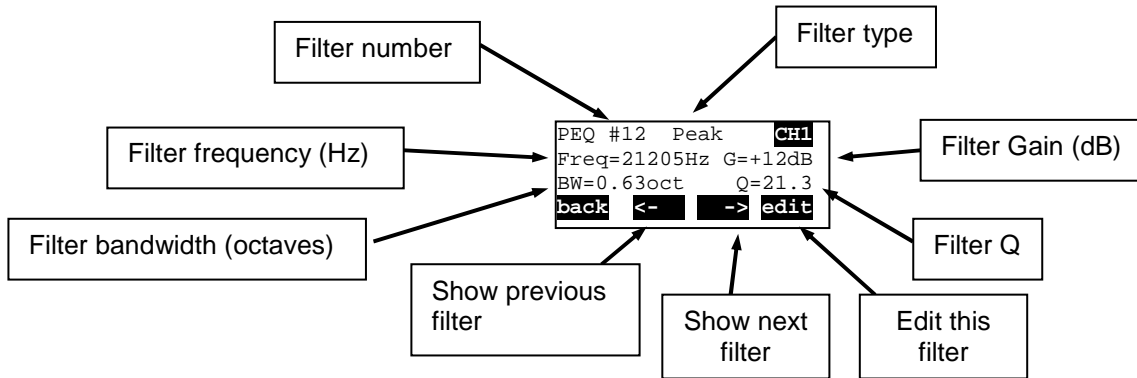 Filter number
Filter type
PEQ #12 Peak CH1
Filter frequency (Hz)
Freq=21205Hz G=+12dB
Filter Gain (dB)
BW=0.63oct Q=21.3
back <- -> edit
Filter bandwidth (octaves)
Filter Q
Show previous
filter
Show next
filter
Edit this
filter